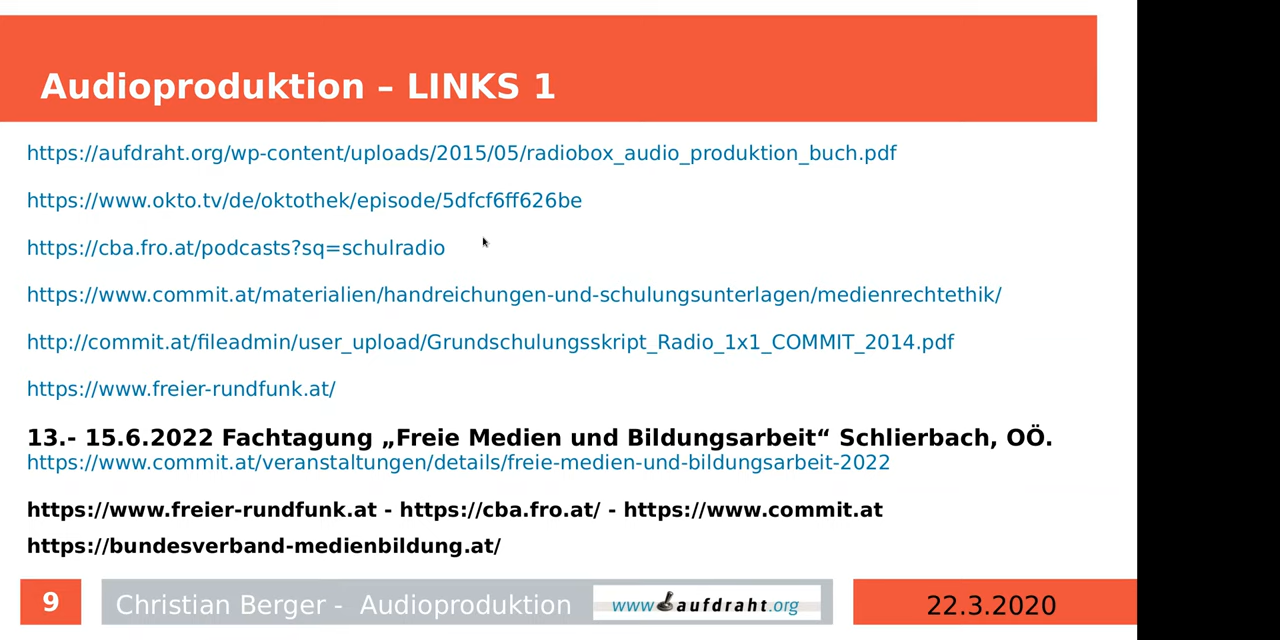 Audioproduktion – LINKS 1
https://aufdraht.org/wp-content/uploads/2015/05/radiobox_audio_produktion_buch.pdf
https://www.okto.tv/de/oktothek/episode/5dfcf6ff626be
https://cba.fro.at/podcasts?sq=schulradio
https://www.commit.at/materialien/handreichungen-und-schulungsunterlagen/medienrechtethik/
http://commit.at/fileadmin/user_upload/Grundschulungsskript_Radio_1x1_COMMIT_2014.pdf
https://www.freier-rundfunk.at/
13.- 15.6.2022 Fachtagung „Freie Medien und Bildungsarbeit“ Schlierbach, OÖ.
https://www.commit.at/veranstaltungen/details/freie-medien-und-bildungsarbeit-2022
https://www.freier-rundfunk.at - https://cba.fro.at/ - https://www.commit.at
https://bundesverband-medienbildung.at/
9 Christian Berger - Audioproduktion www.aufdraht.org 22.3.2020